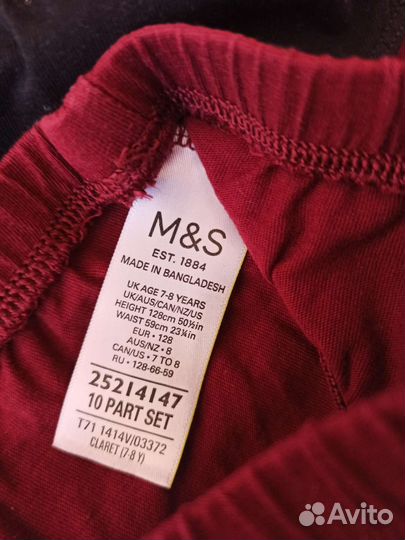 M&S
EST. 1884
MADE IN BANGLADESH
UK AGE 7-8 YEARS
UK/AUS/CAN/NZ/US
HEIGHT 128cm 50½in
WAIST 59cm 23¼in
EUR • 128
AUS/NZ • 8
CAN/US • 7 TO 8
RU • 128-66-59
25214147
10 PART SET
T71 1414V/03372
CLARET (7-8 Y)
Avito